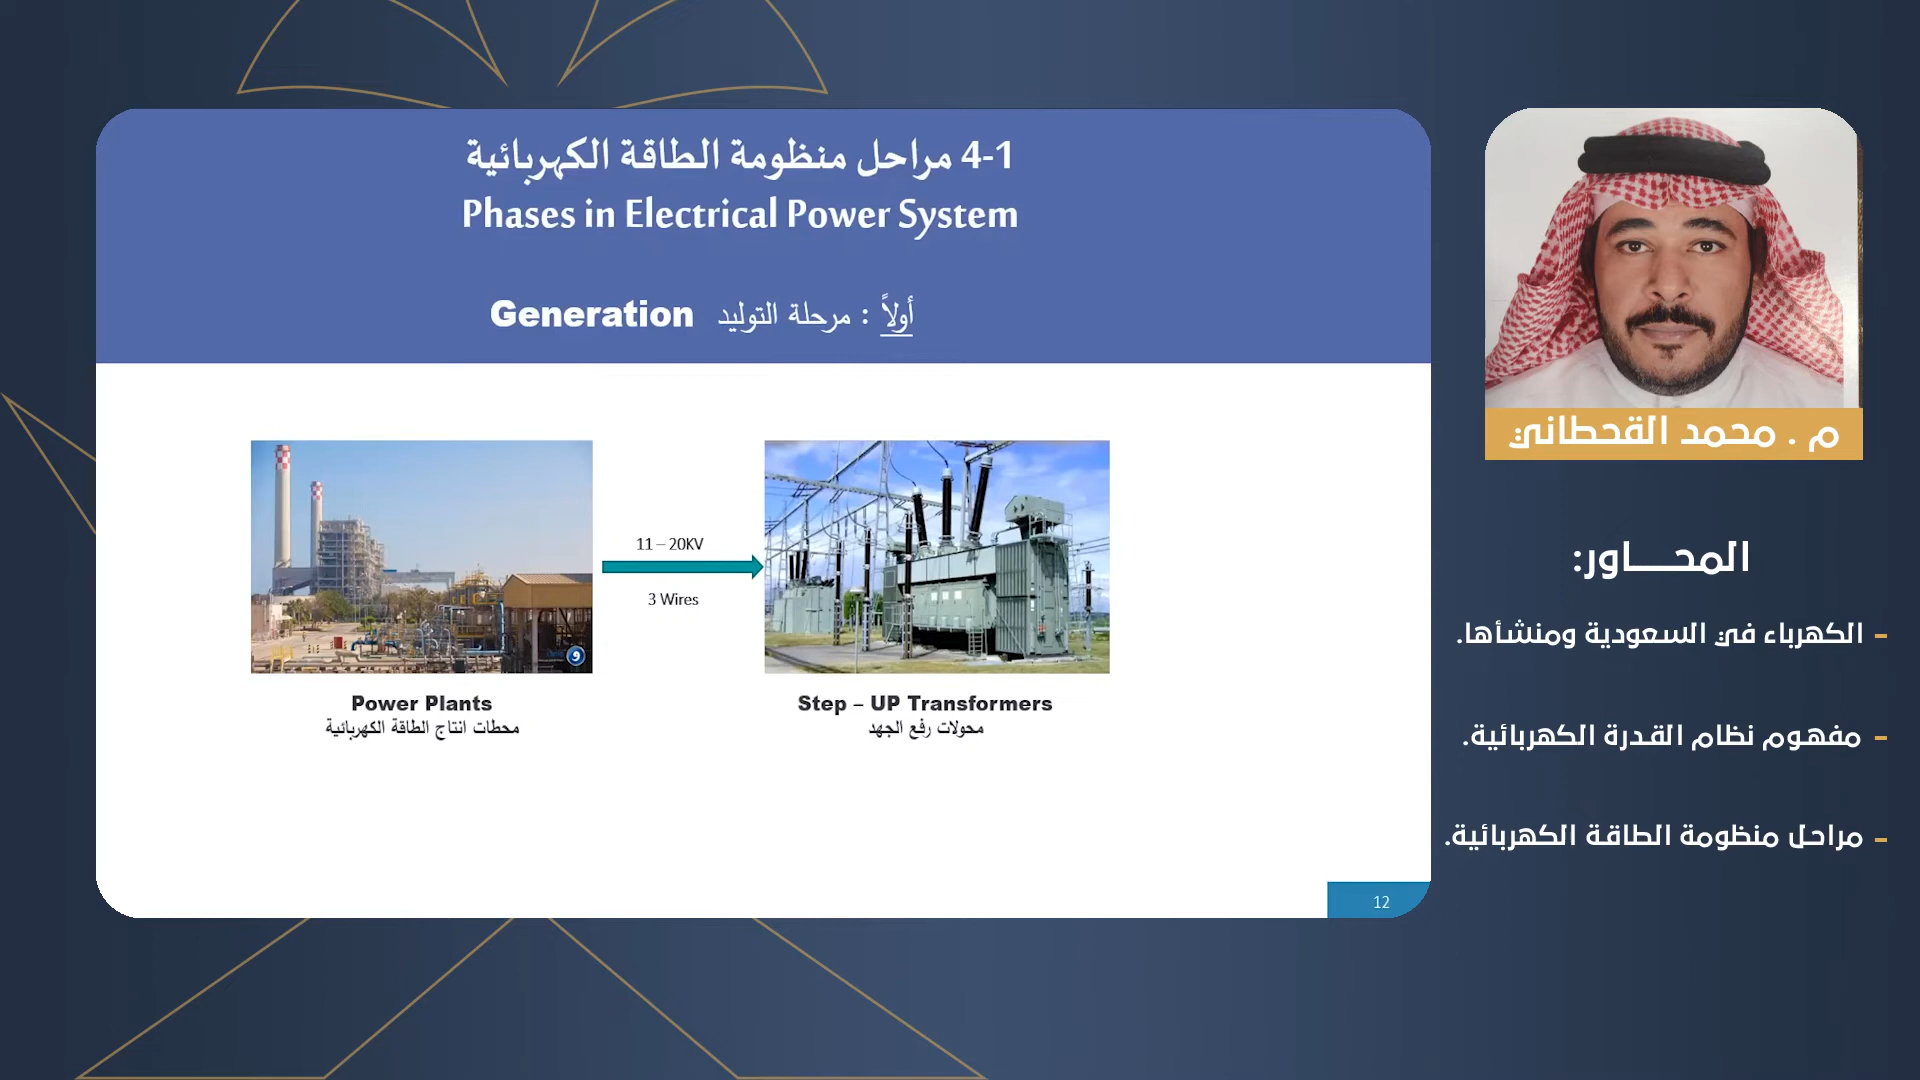 4-1 مراحل منظومة الطاقة الكهربائية
Phases in Electrical Power System
أولاً : مرحلة التوليد Generation
11 – 20KV
3 Wires
Power Plants
محطات انتاج الطاقة الكهربائية
Step – UP Transformers
محولات رفع الجهد
12
م . محمد القحطاني
المحـــاور:
- الكهرباء في السعودية ومنشأها.
- مفهوم نظام القدرة الكهربائية.
- مراحل منظومة الطاقة الكهربائية.